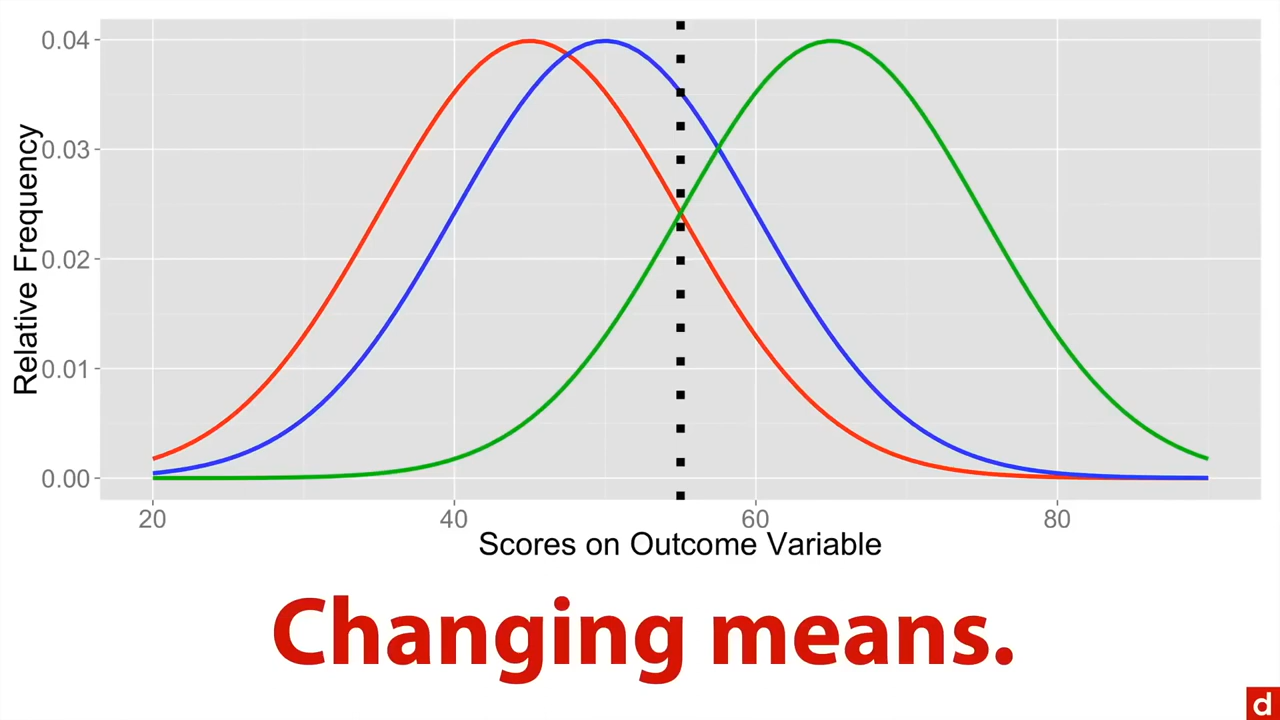 0.04
0.03
0.02
0.01
0.00
Relative Frequency
20 40 60 80
Scores on Outcome Variable
Changing means.
d